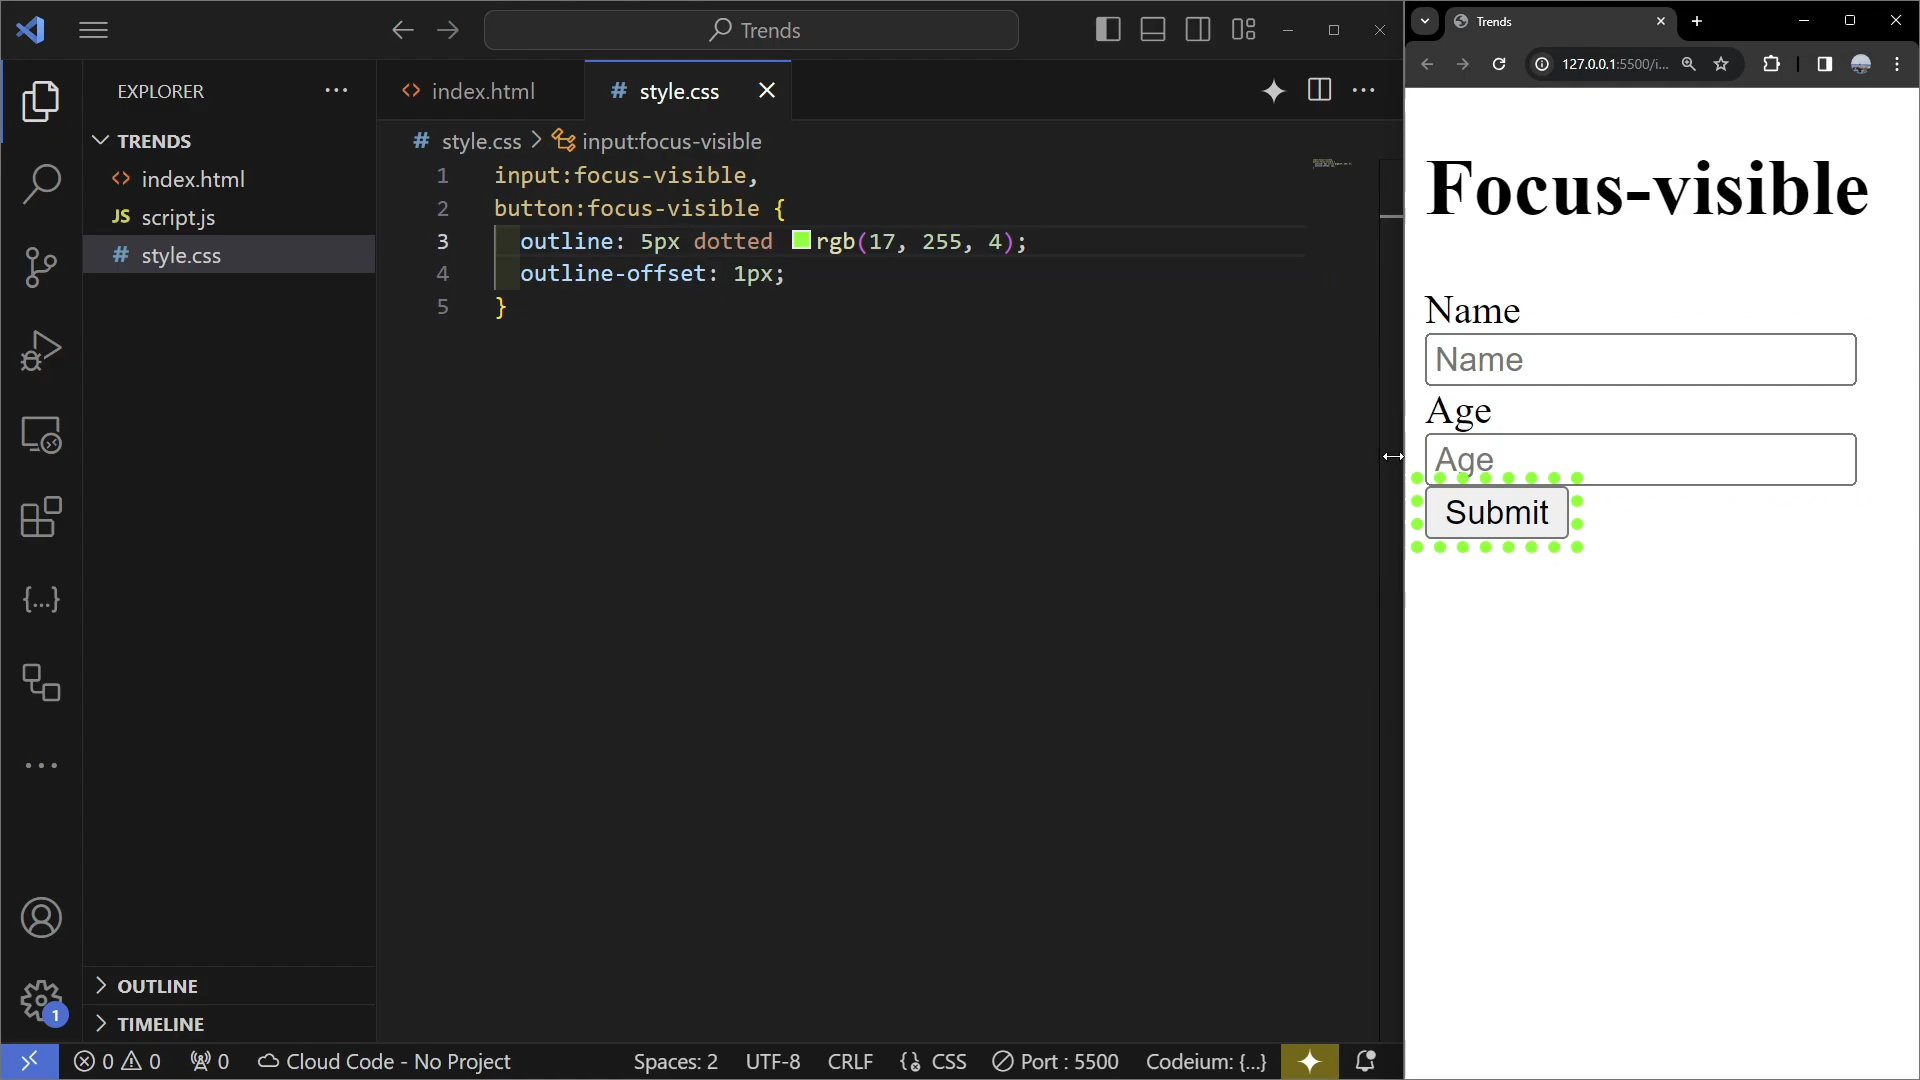 Trends
EXPLORER
TRENDS
index.html
JS script.js
# style.css
OUTLINE
TIMELINE
1
index.html
# style.css
# style.css > input:focus-visible
1 input:focus-visible,
2 button:focus-visible {
3 outline: 5px dotted rgb(17, 255, 4);
4 outline-offset: 1px;
5 }
0 0 0 Cloud Code - No Project Spaces: 2 UTF-8 CRLF CSS Port : 5500 Codeium: {...}
Trends
127.0.0.1:5500/i...
Focus-visible
Name
Name
Age
Age
Submit